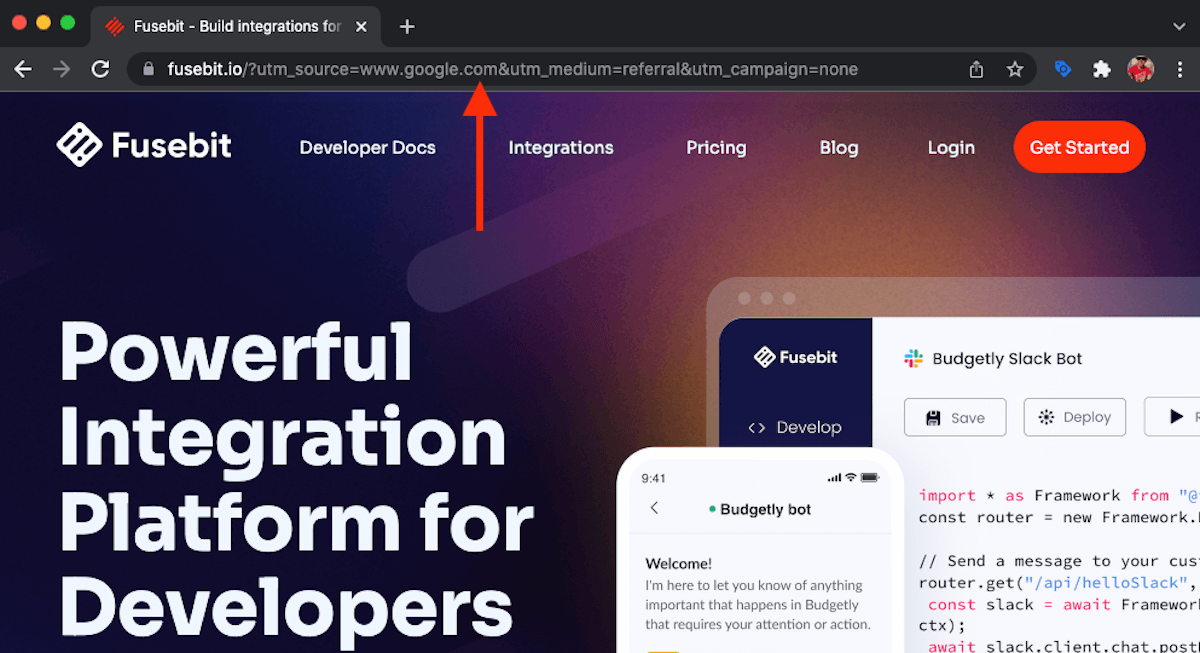 Fusebit - Build integrations for
fusebit.io/?utm_source=www.google.com&utm_medium=referral&utm_campaign=none
Fusebit
Developer Docs
Integrations
Pricing
Blog
Login
Get Started
Powerful
Integration
Platform for
Developers
Fusebit
<> Develop
Budgetly Slack Bot
Save
Deploy
9:41
Budgetly bot
Welcome!
I'm here to let you know of anything
important that happens in Budgetly
that requires your attention or action.
import * as Framework from "@
const router = new Framework.
// Send a message to your cus
router.get("/api/helloSlack",
const slack = await Framework
ctx);
await slack.client.chat.post